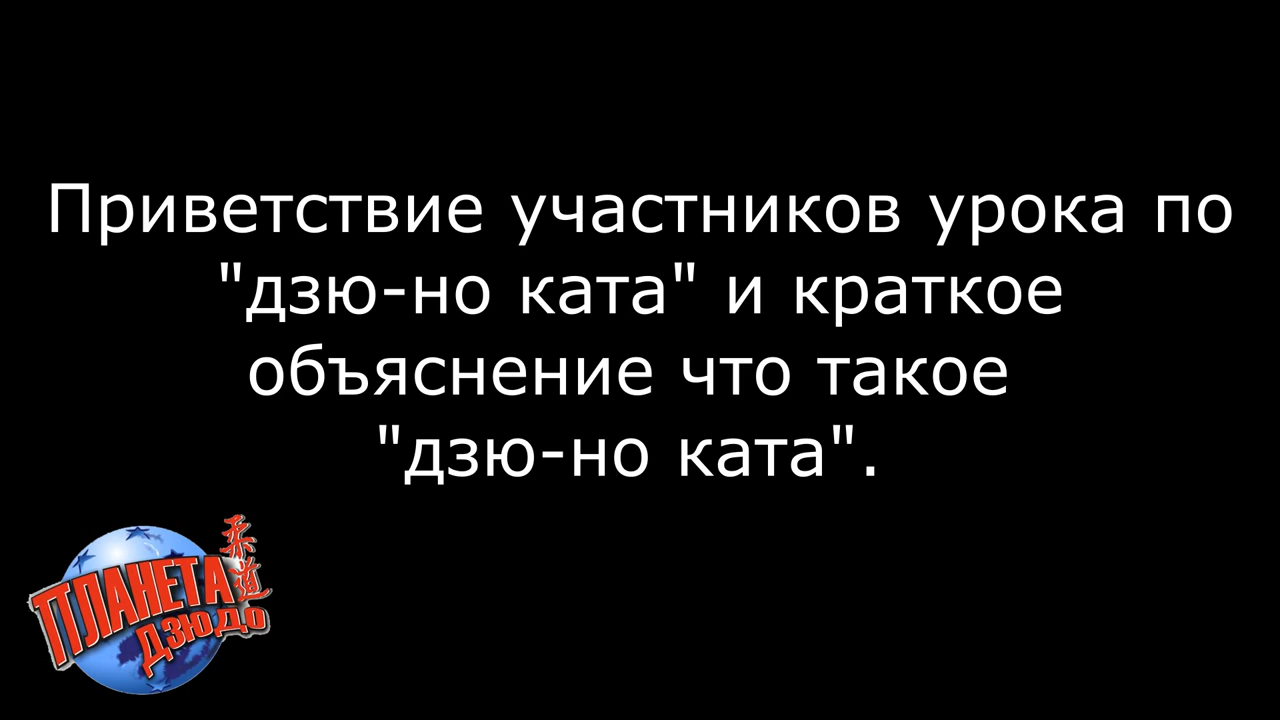 Приветствие участников урока по
"дзю-но ката" и краткое
объяснение что такое
"дзю-но ката".
柔道
ПЛАНЕТА
ДЗЮДО